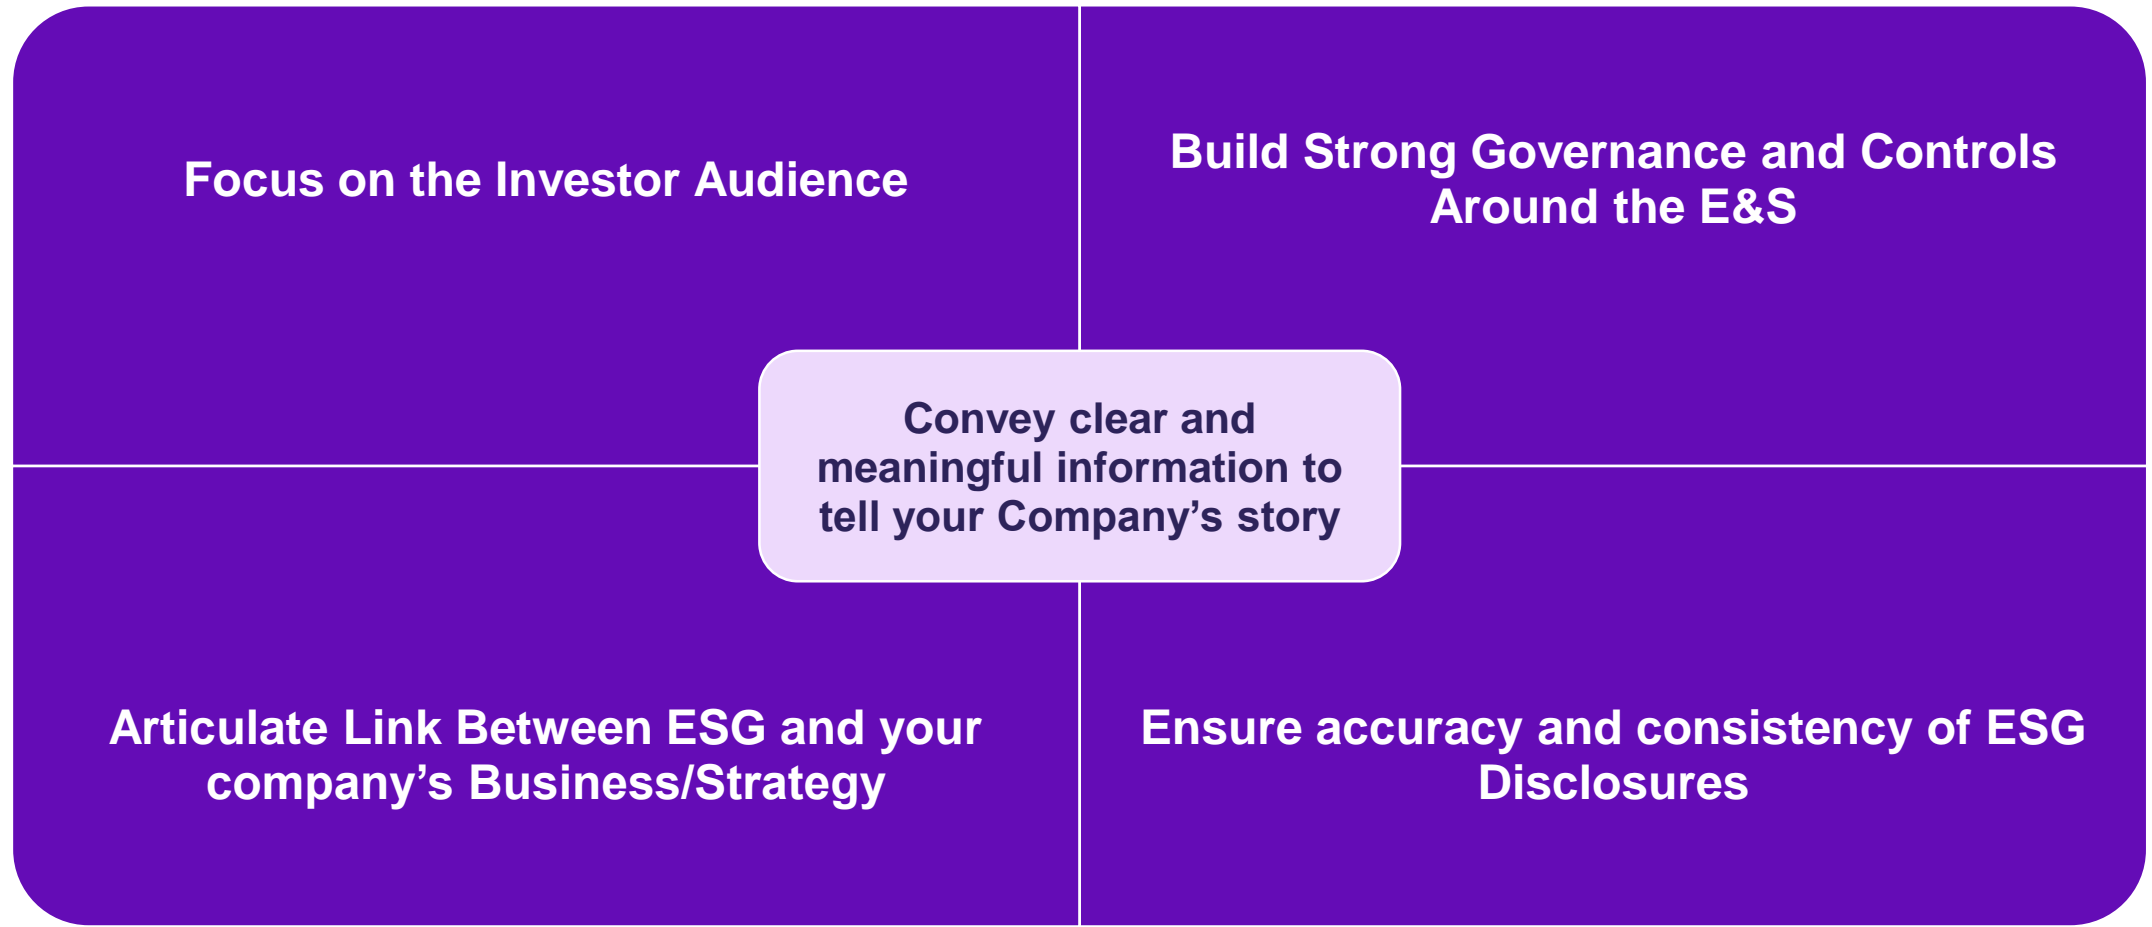 Focus on the Investor Audience
Build Strong Governance and Controls
Around the E&S
Convey clear and
meaningful information to
tell your Company’s story
Articulate Link Between ESG and your
company’s Business/Strategy
Ensure accuracy and consistency of ESG
Disclosures